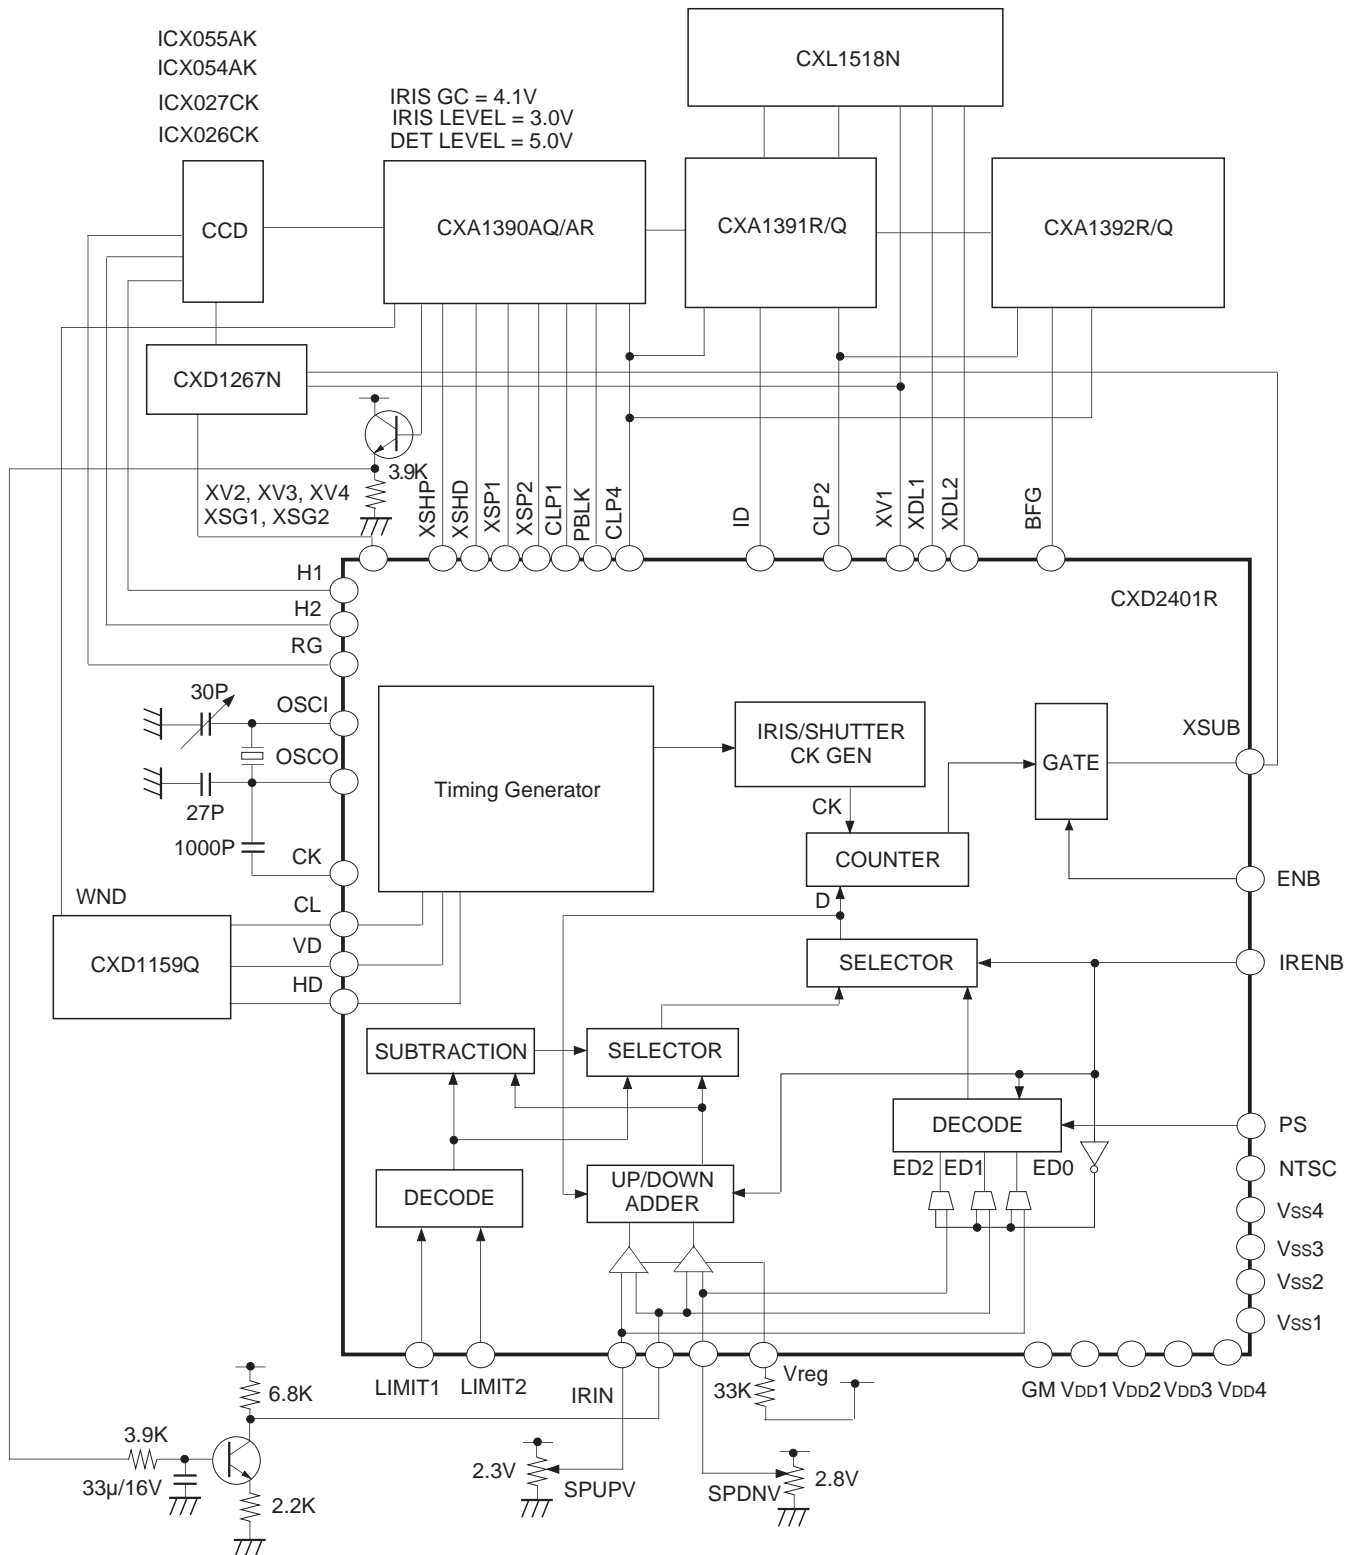 ICX055AK
ICX054AK
ICX027CK
ICX026CK
IRIS GC = 4.1V
IRIS LEVEL = 3.0V
DET LEVEL = 5.0V
CXL1518N
CCD
CXA1390AQ/AR
CXA1391R/Q
CXA1392R/Q
CXD1267N
3.9K
XV2, XV3, XV4
XSG1, XSG2
XSHP
XSHD
XSP1
XSP2
CLP1
PBLK
CLP4
ID
CLP2
XV1
XDL1
XDL2
BFG
H1
H2
RG
CXD2401R
30P
OSCI
OSCO
27P
1000P
CK
Timing Generator
IRIS/SHUTTER
CK GEN
GATE
XSUB
CK
COUNTER
D
ENB
WND
CL
VD
HD
CXD1159Q
SELECTOR
IRENB
SUBTRACTION
SELECTOR
DECODE
PS
ED2
ED1
ED0
NTSC
DECODE
UP/DOWN
ADDER
Vss4
Vss3
Vss2
Vss1
LIMIT1
LIMIT2
IRIN
33K
Vreg
GM
VDD1
VDD2
VDD3
VDD4
6.8K
3.9K
33µ/16V
2.2K
2.3V
SPUPV
SPDNV
2.8V